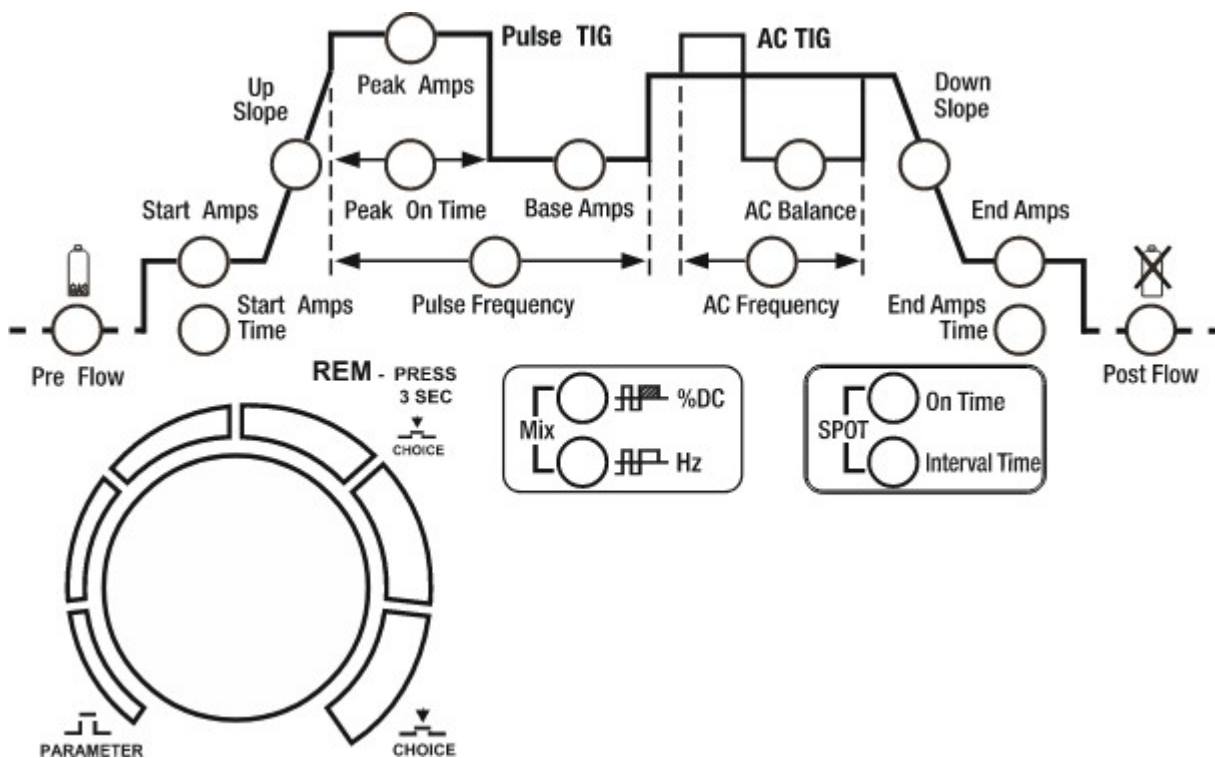 Pulse TIG
AC TIG
Up
Slope
Peak Amps
Down
Slope
Start Amps
Peak On Time
Base Amps
AC Balance
End Amps
GAS
Start Amps
Time
Pulse Frequency
AC Frequency
End Amps
Time
Pre Flow
Post Flow
REM - PRESS
3 SEC
CHOICE
Mix
%DC
Hz
SPOT
On Time
Interval Time
PARAMETER
CHOICE